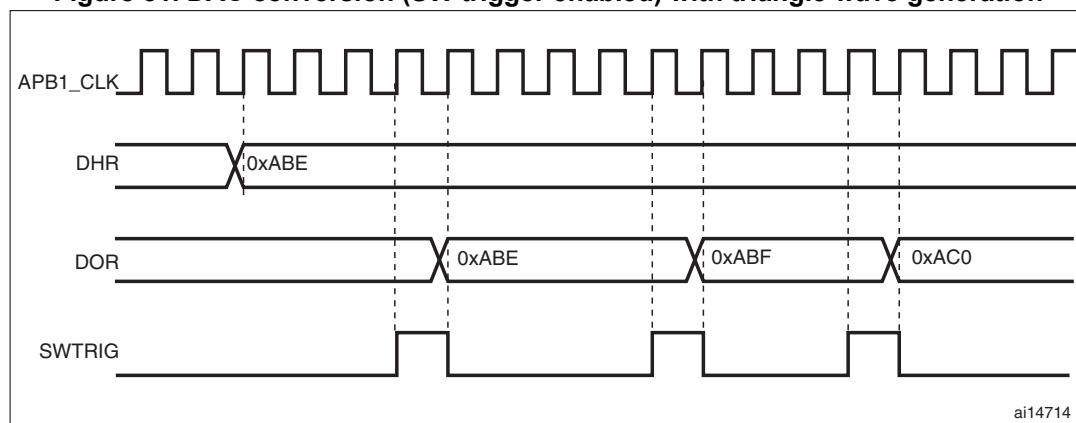 APB1_CLK
DHR
0xABE
DOR
0xABE
0xABF
0xAC0
SWTRIG
ai14714